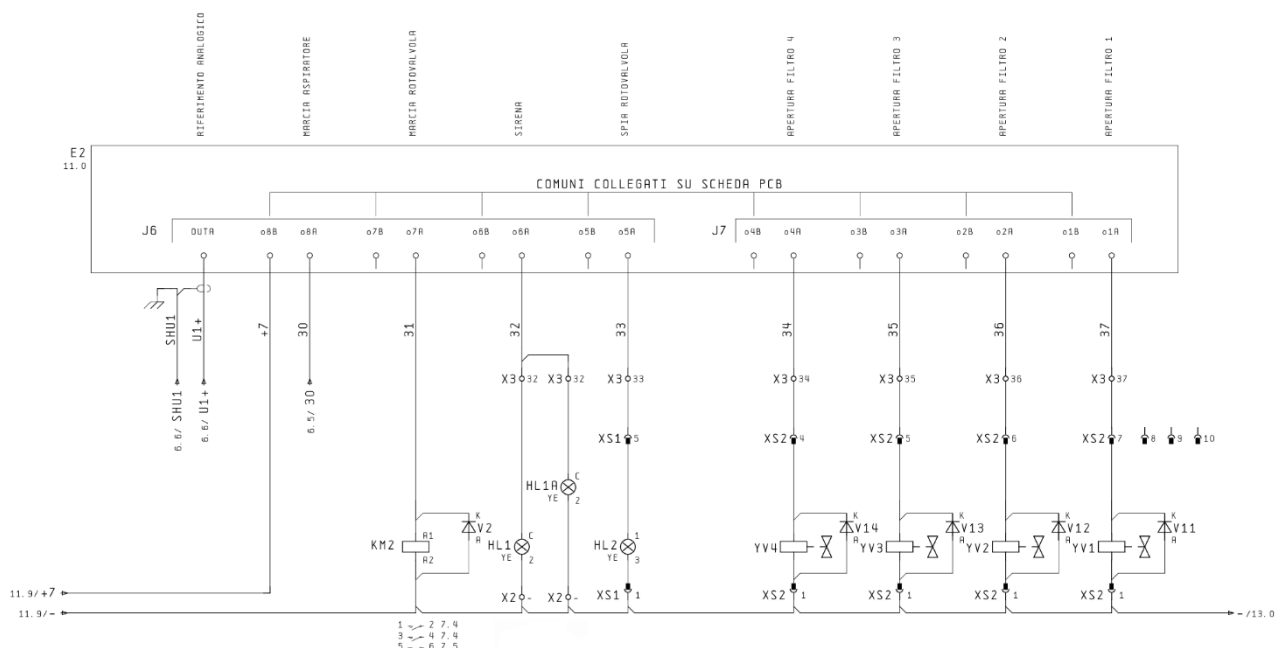 RIFERIMENTO ANALOGICO
MARCIA ASPIRATORE
MARCIA ROTOVALVOLA
SIRENA
SPIA ROTOVALVOLA
APERTURA FILTRO 4
APERTURA FILTRO 3
APERTURA FILTRO 2
APERTURA FILTRO 1
E2
11.0
COMUNI COLLEGATI SU SCHEDA PCB
J6 OUTA o8B o8A o7B o7A o6B o6A o5B o5A J7 o4B o4A o3B o3A o2B o2A o1B o1A
SHU1 U1+ +7 30 31 32 33 34 35 36 37
X3 32 X3 32 X3 33 X3 34 X3 35 X3 36 X3 37
6.6/ SHU1 6.6/ U1+ 6.5/ 30
XS1 5 XS2 4 XS2 5 XS2 6 XS2 7 8 9 10
HL1A YE C 2
KM2 A1 A2 K V2 A HL1 YE C 2 HL2 YE 1 3 YV4 K V14 A YV3 K V13 A YV2 K V12 A YV1 K V11 A
11.9/+7 X2 - X2 - XS1 1 XS2 1 XS2 1 XS2 1 XS2 1
11.9/- -/13.0
1 2 7.4
3 4 7.4
5 6 7.5